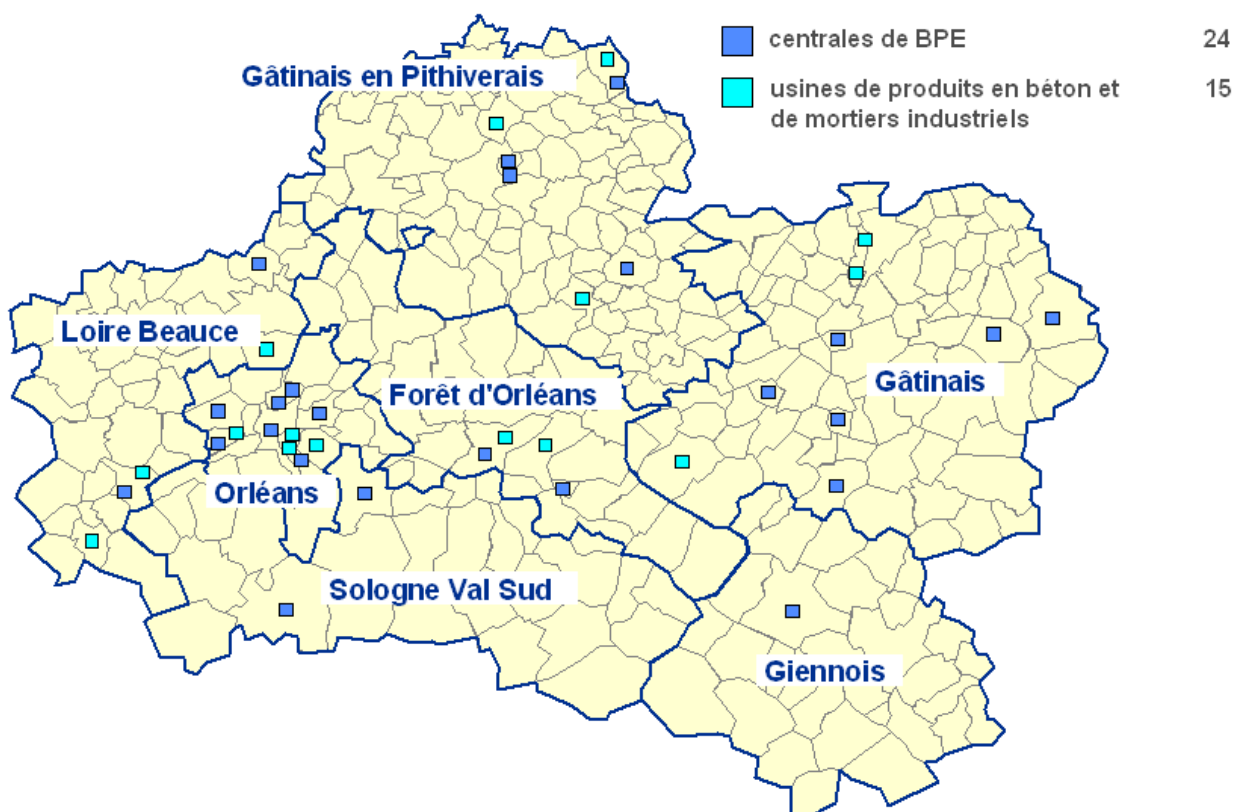 centrales de BPE 24
usines de produits en béton et 15
de mortiers industriels
Gâtinais en Pithiverais
Loire Beauce
Forêt d'Orléans
Gâtinais
Orléans
Sologne Val Sud
Giennois